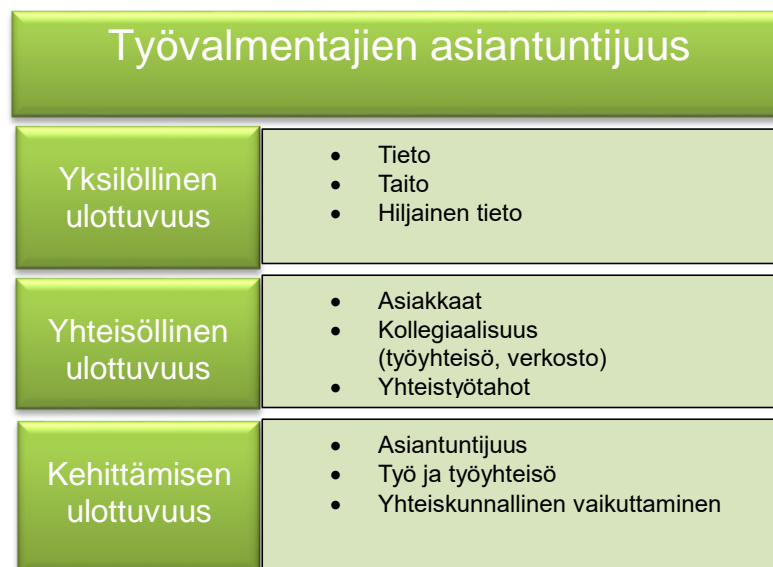 Työvalmentajien asiantuntijuus
Yksilöllinen
ulottuvuus
• Tieto
• Taito
• Hiljainen tieto
Yhteisöllinen
ulottuvuus
• Asiakkaat
• Kollegiaalisuus
(työyhteisö, verkosto)
• Yhteistyötahot
Kehittämisen
ulottuvuus
• Asiantuntijuus
• Työ ja työyhteisö
• Yhteiskunnallinen vaikuttaminen